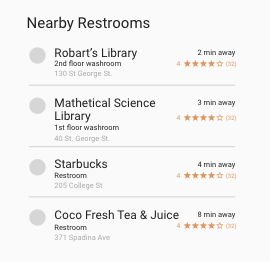 Nearby Restrooms
Robart's Library
2 min away
2nd floor washroom
4 ★★★★☆ (32)
130 St George St.
Mathetical Science
3 min away
Library
4 ★★★★☆ (32)
1st floor washroom
40 St. George St.
Starbucks
4 min away
Restroom
4 ★★★★☆ (32)
205 College St
Coco Fresh Tea & Juice
8 min away
Restroom
4 ★★★★☆ (32)
371 Spadina Ave